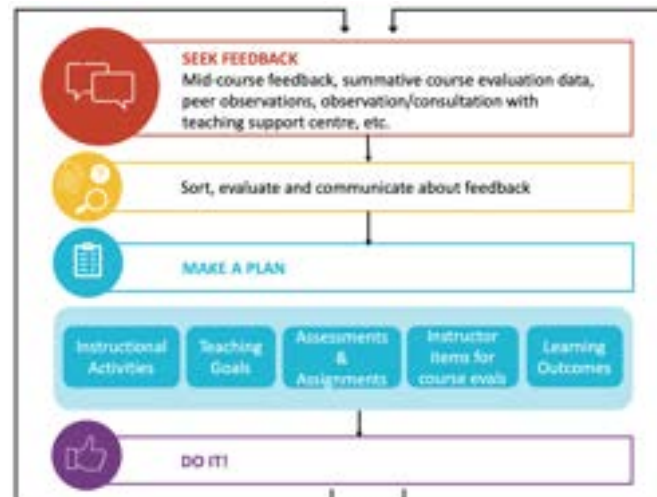 SEEK FEEDBACK
Mid-course feedback, summative course evaluation data,
peer observations, observation/consultation with
teaching support centre, etc.
Sort, evaluate and communicate about feedback
MAKE A PLAN
Instructional
Activities
Teaching
Goals
Assessments
&
Assignments
Instructor
items for
course evals
Learning
Outcomes
DO IT!